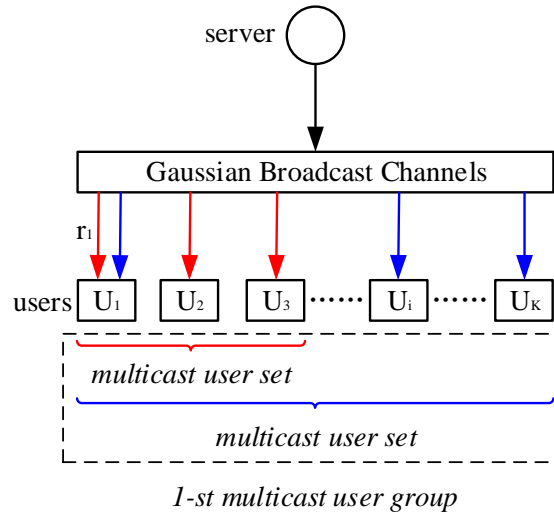 server
Gaussian Broadcast Channels
r₁
users U₁ U₂ U₃ ······ Uᵢ ······ U_K
multicast user set
multicast user set
1-st multicast user group